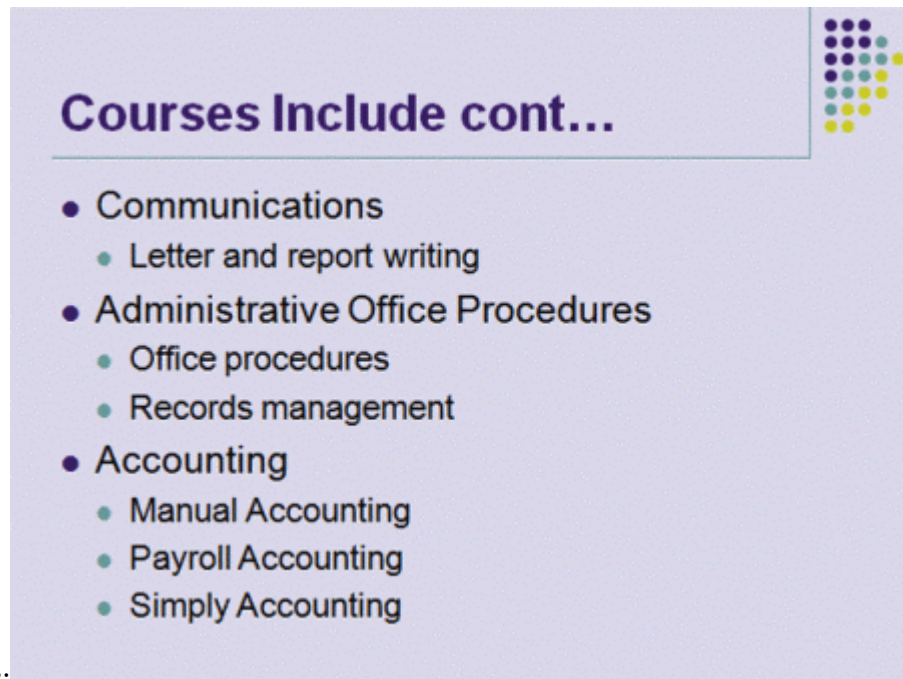 Courses Include cont...
• Communications
• Letter and report writing
• Administrative Office Procedures
• Office procedures
• Records management
• Accounting
• Manual Accounting
• Payroll Accounting
• Simply Accounting
..